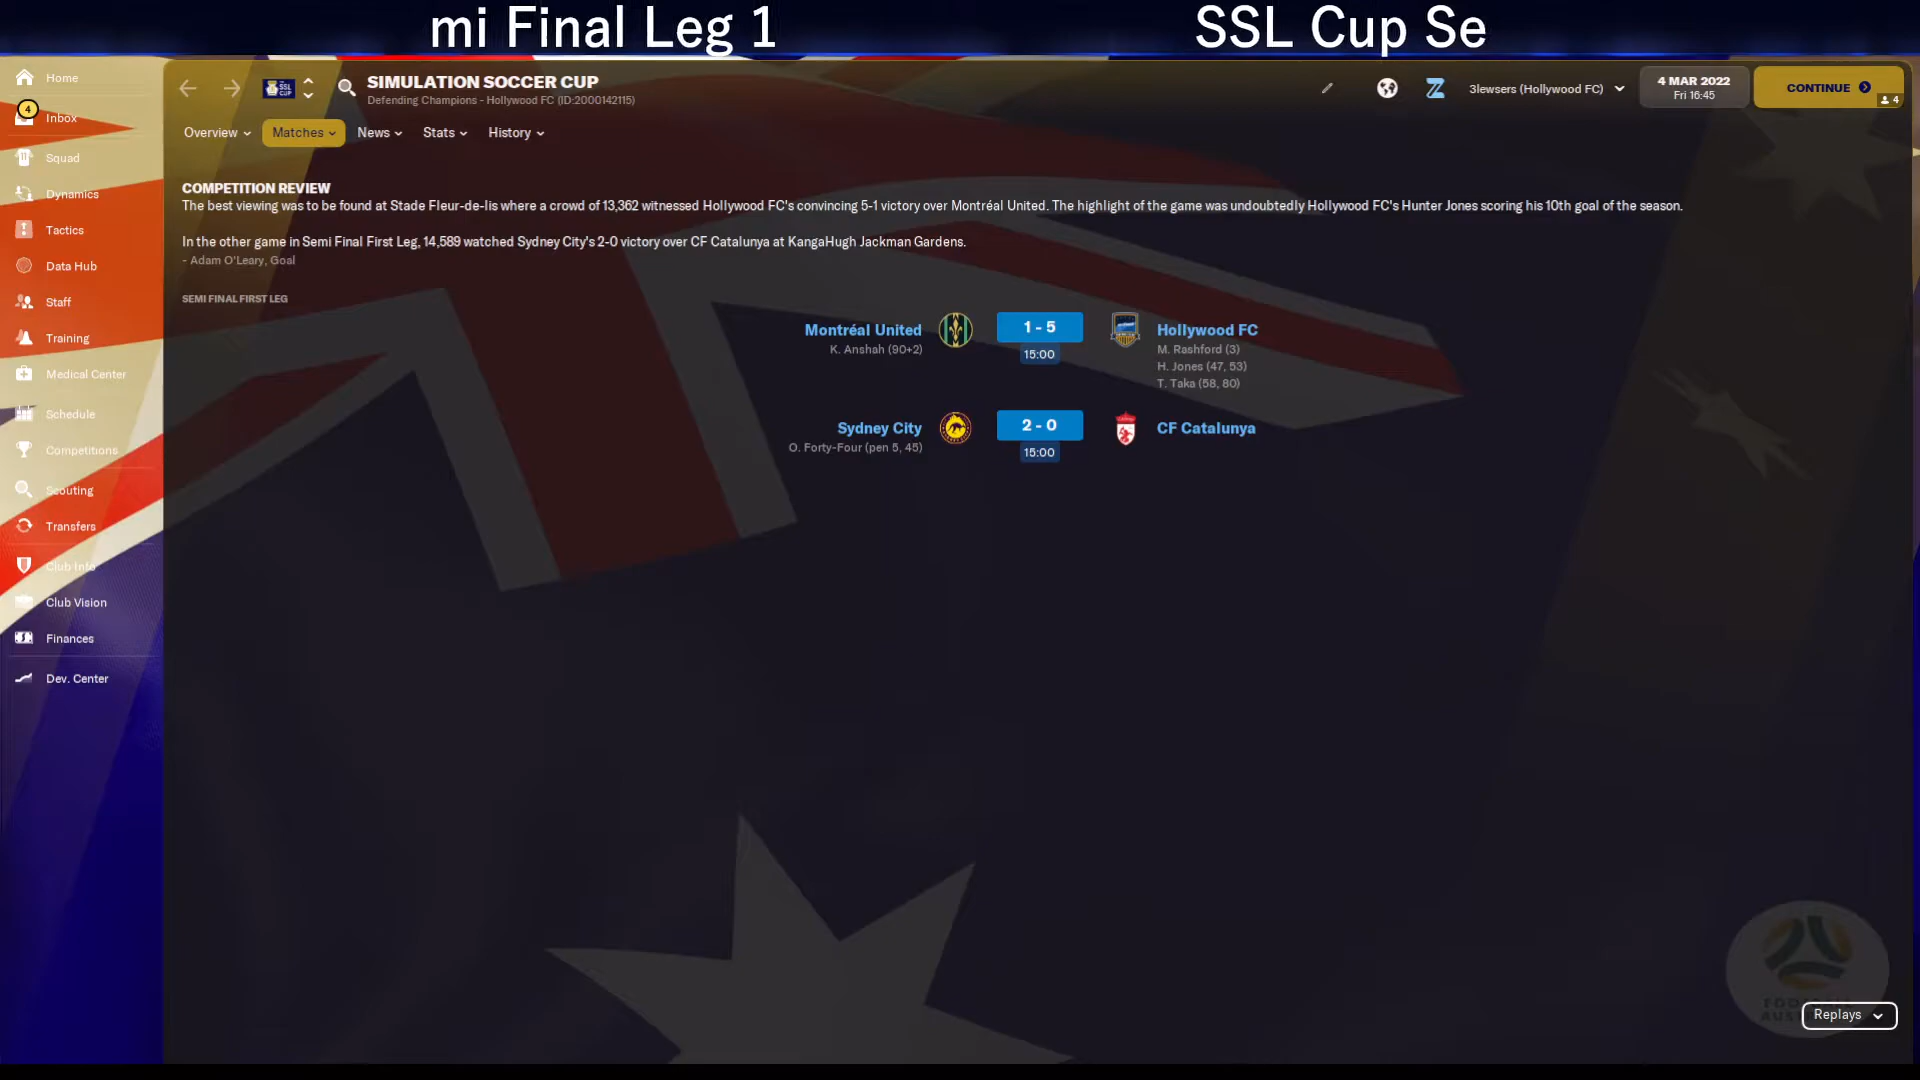 mi Final Leg 1 SSL Cup Se
Home
4
Inbox
Squad
Dynamics
Tactics
Data Hub
Staff
Training
Medical Center
Schedule
Competitions
Scouting
Transfers
Club Info
Club Vision
Finances
Dev. Center
SSL CUP
SIMULATION SOCCER CUP
Defending Champions - Hollywood FC (ID:2000142115)
3lewsers (Hollywood FC)
4 MAR 2022
Fri 16:45
CONTINUE
4
Overview Matches News Stats History
COMPETITION REVIEW
The best viewing was to be found at Stade Fleur-de-lis where a crowd of 13,362 witnessed Hollywood FC's convincing 5-1 victory over Montréal United. The highlight of the game was undoubtedly Hollywood FC's Hunter Jones scoring his 10th goal of the season.
In the other game in Semi Final First Leg, 14,589 watched Sydney City's 2-0 victory over CF Catalunya at KangaHugh Jackman Gardens.
- Adam O'Leary, Goal
SEMI FINAL FIRST LEG
Montréal United 1 - 5 Hollywood FC
K. Anshah (90+2) 15:00 M. Rashford (3)
H. Jones (47, 53)
T. Taka (58, 80)
Sydney City 2 - 0 CF Catalunya
O. Forty-Four (pen 5, 45) 15:00
Replays